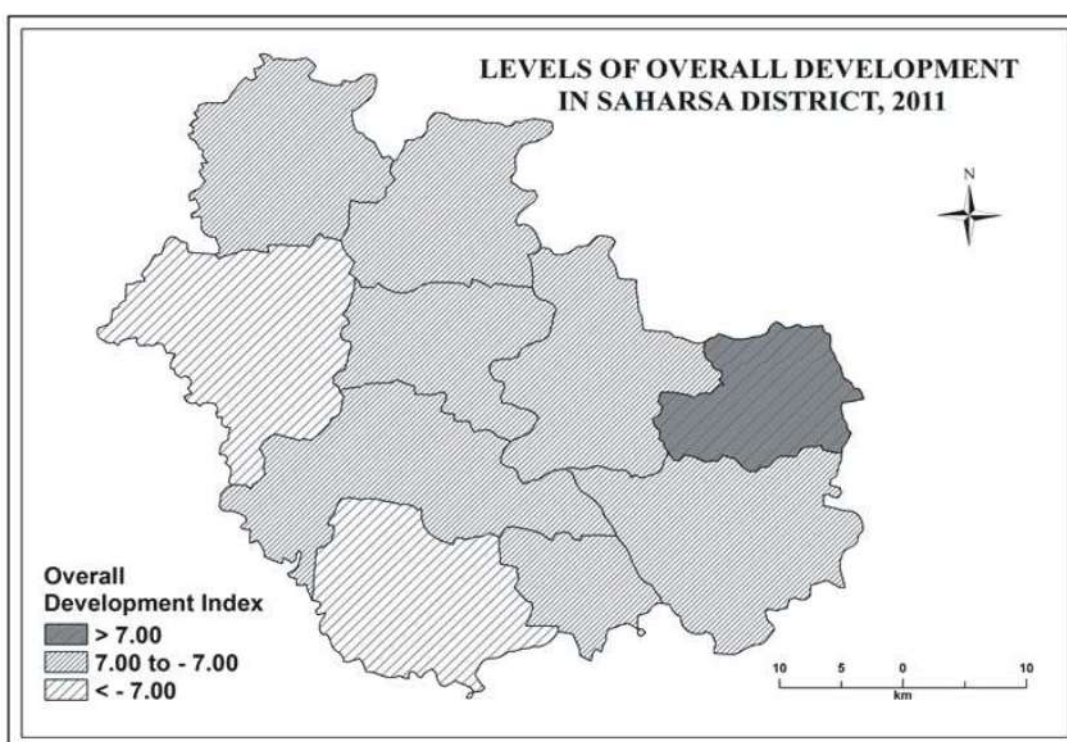 LEVELS OF OVERALL DEVELOPMENT
IN SAHARSA DISTRICT, 2011
N
Overall
Development Index
> 7.00
7.00 to - 7.00
< - 7.00
10 5 0 10
km